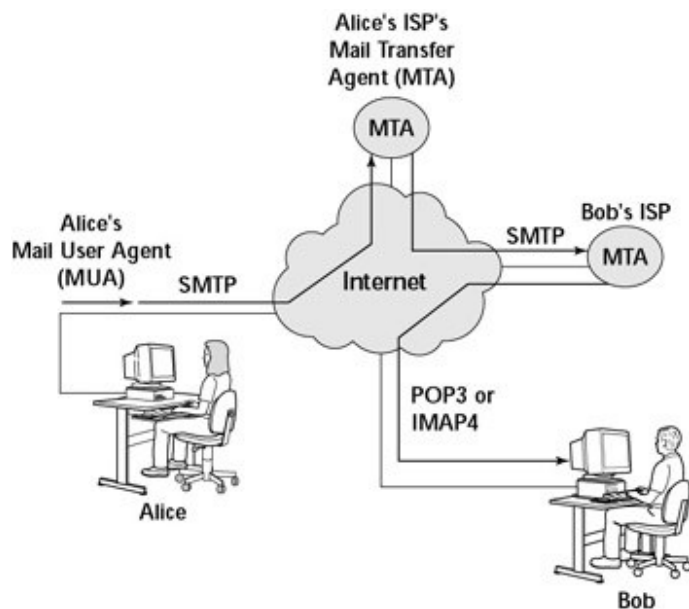 Alice's ISP's
Mail Transfer
Agent (MTA)
MTA
Alice's
Mail User Agent
(MUA)
SMTP
Internet
SMTP
Bob's ISP
MTA
POP3 or
IMAP4
Alice
Bob